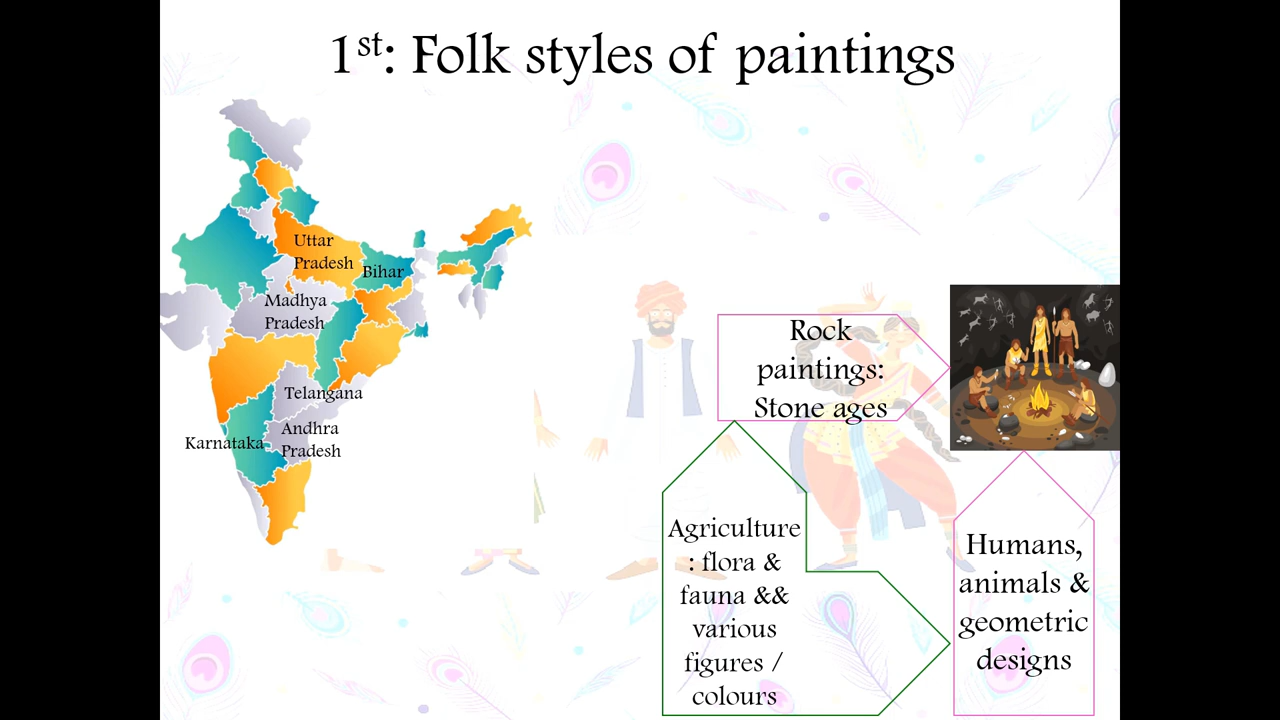 1st: Folk styles of paintings
Uttar
Pradesh
Bihar
Madhya
Pradesh
Telangana
Karnataka
Andhra
Pradesh
Rock
paintings:
Stone ages
Agriculture
: flora &
fauna &&
various
figures /
colours
Humans,
animals &
geometric
designs